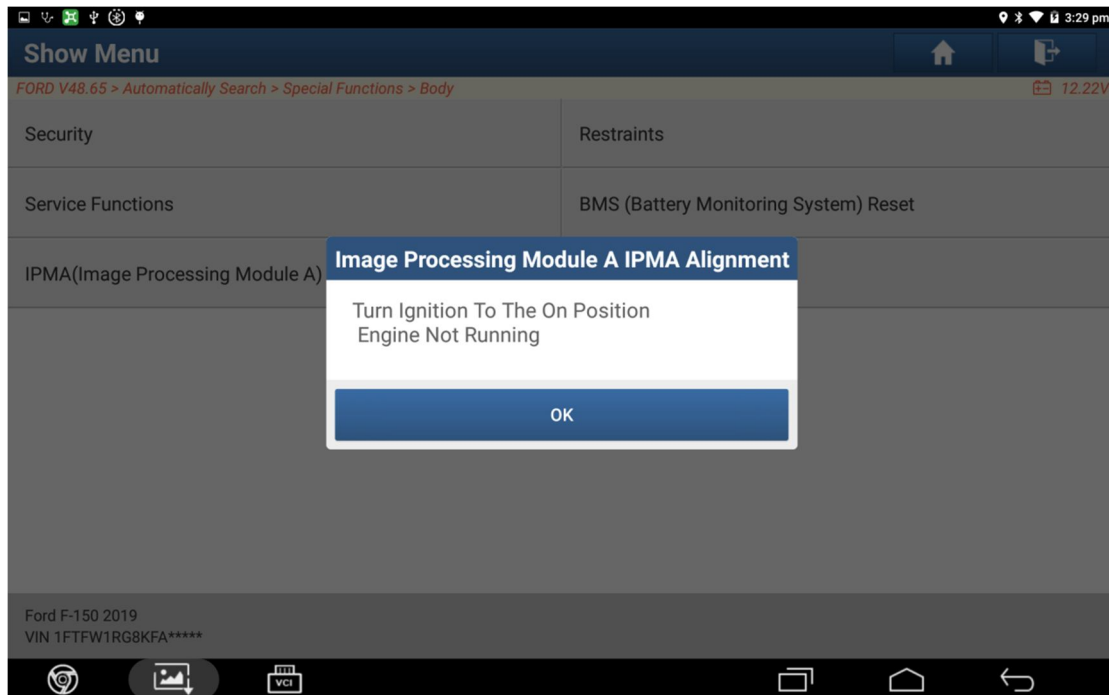 3:29 pm
Show Menu
FORD V48.65 > Automatically Search > Special Functions > Body
12.22V
Security
Restraints
Service Functions
BMS (Battery Monitoring System) Reset
IPMA(Image Processing Module A)
Image Processing Module A IPMA Alignment
Turn Ignition To The On Position
Engine Not Running
OK
Ford F-150 2019
VIN 1FTFW1RG8KFA*****
VCI